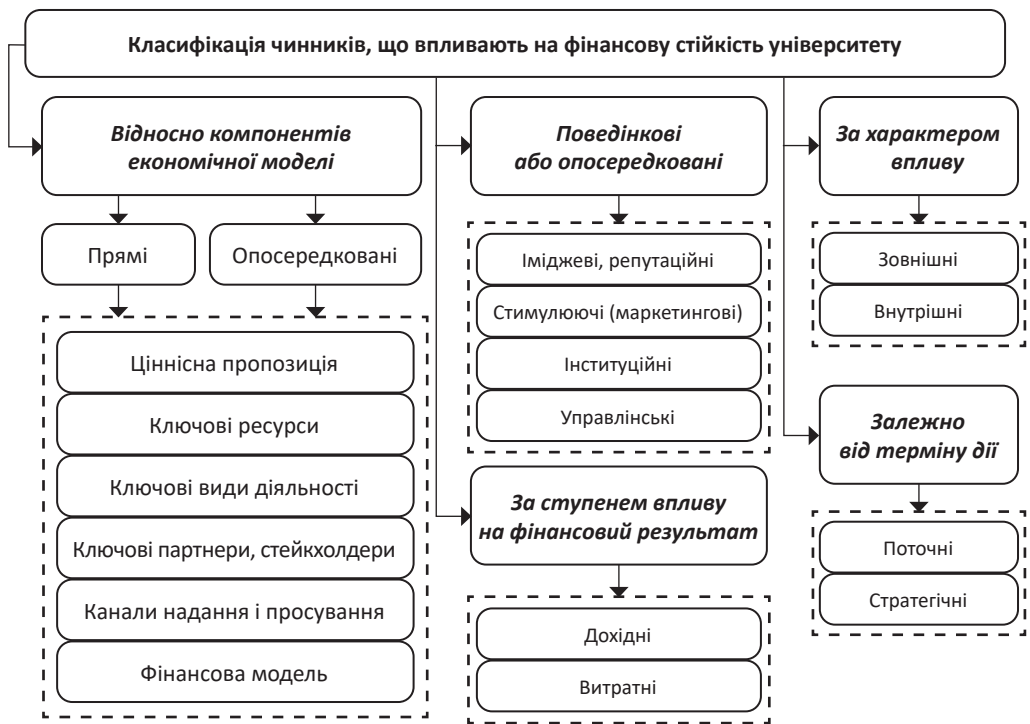 Класифікація чинників, що впливають на фінансову стійкість університету
Відносно компонентів
економічної моделі
Прямі
Опосередковані
Ціннісна пропозиція
Ключові ресурси
Ключові види діяльності
Ключові партнери, стейкхолдери
Канали надання і просування
Фінансова модель
Поведінкові
або опосередковані
Іміджеві, репутаційні
Стимулюючі (маркетингові)
Інституційні
Управлінські
За ступенем впливу
на фінансовий результат
Дохідні
Витратні
За характером
впливу
Зовнішні
Внутрішні
Залежно
від терміну дії
Поточні
Стратегічні